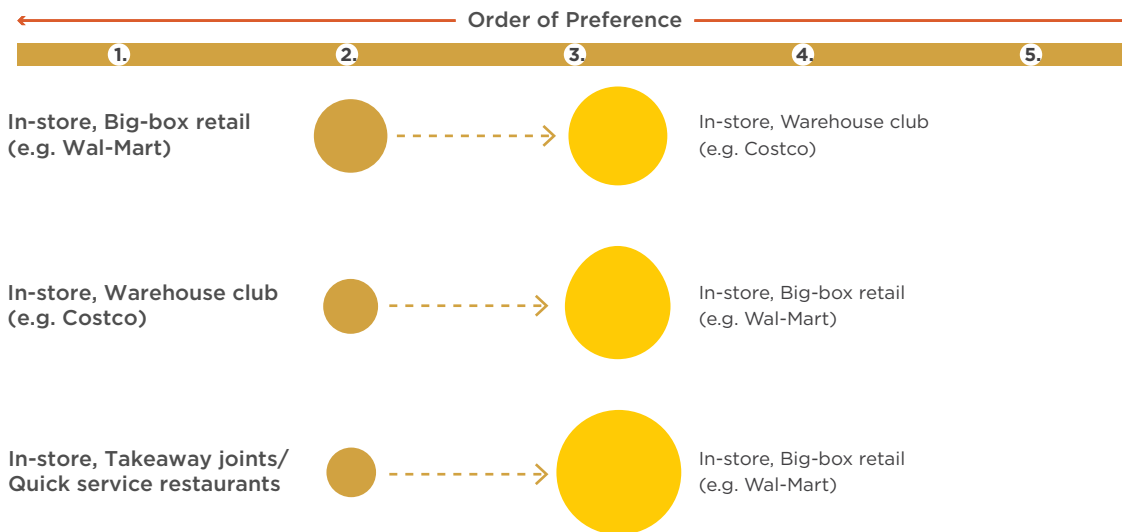 Order of Preference
1. 2. 3. 4. 5.
In-store, Big-box retail
(e.g. Wal-Mart)
In-store, Warehouse club
(e.g. Costco)
In-store, Warehouse club
(e.g. Costco)
In-store, Big-box retail
(e.g. Wal-Mart)
In-store, Takeaway joints/
Quick service restaurants
In-store, Big-box retail
(e.g. Wal-Mart)